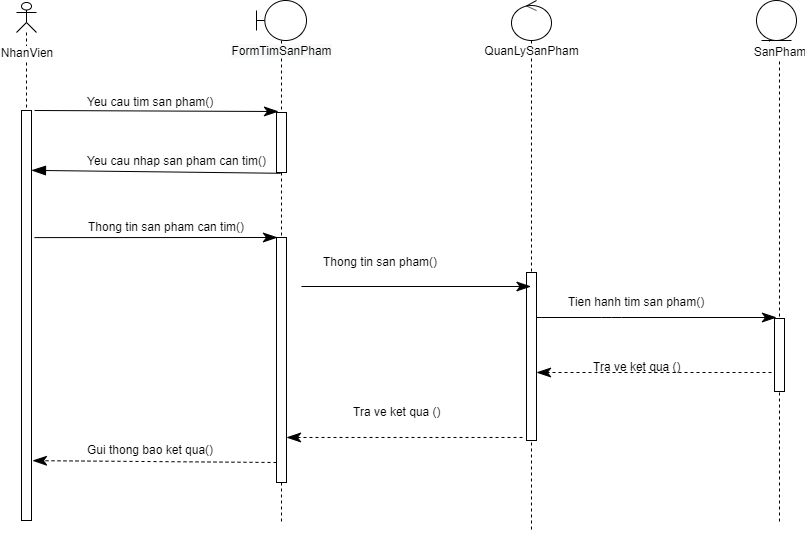 NhanVien
FormTimSanPham
QuanLySanPham
SanPham
Yeu cau tim san pham()
Yeu cau nhap san pham can tim()
Thong tin san pham can tim()
Thong tin san pham()
Tien hanh tim san pham()
Tra ve ket qua ()
Tra ve ket qua ()
Gui thong bao ket qua()